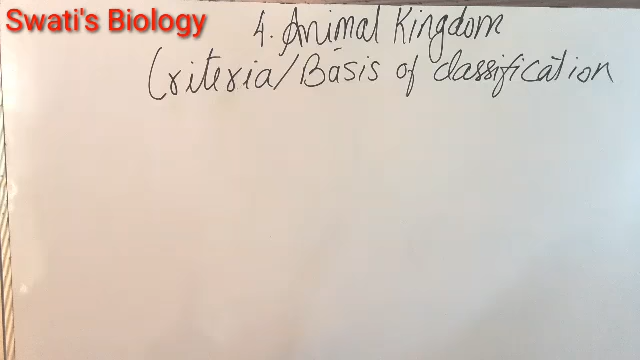 Swati's Biology
4. Animal Kingdom
Criteria/Basis of classification